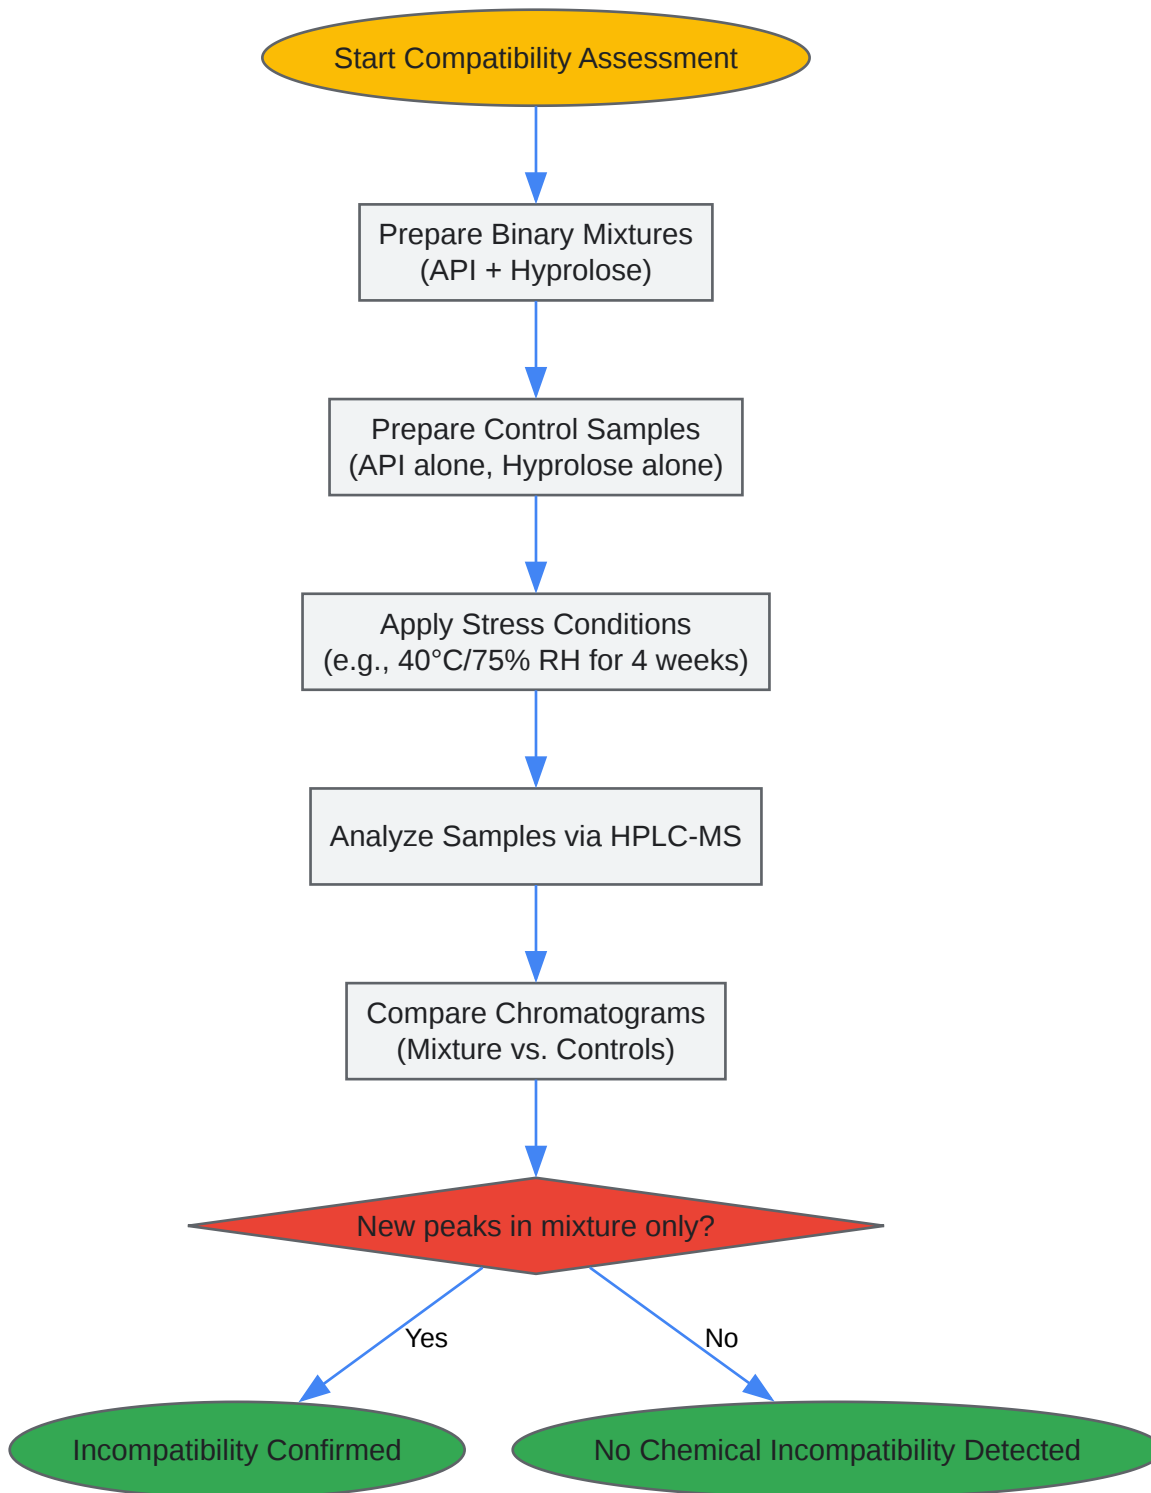 Start Compatibility Assessment
Prepare Binary Mixtures
(API + Hyprolose)
Prepare Control Samples
(API alone, Hyprolose alone)
Apply Stress Conditions
(e.g., 40°C/75% RH for 4 weeks)
Analyze Samples via HPLC-MS
Compare Chromatograms
(Mixture vs. Controls)
New peaks in mixture only?
Yes
No
Incompatibility Confirmed
No Chemical Incompatibility Detected